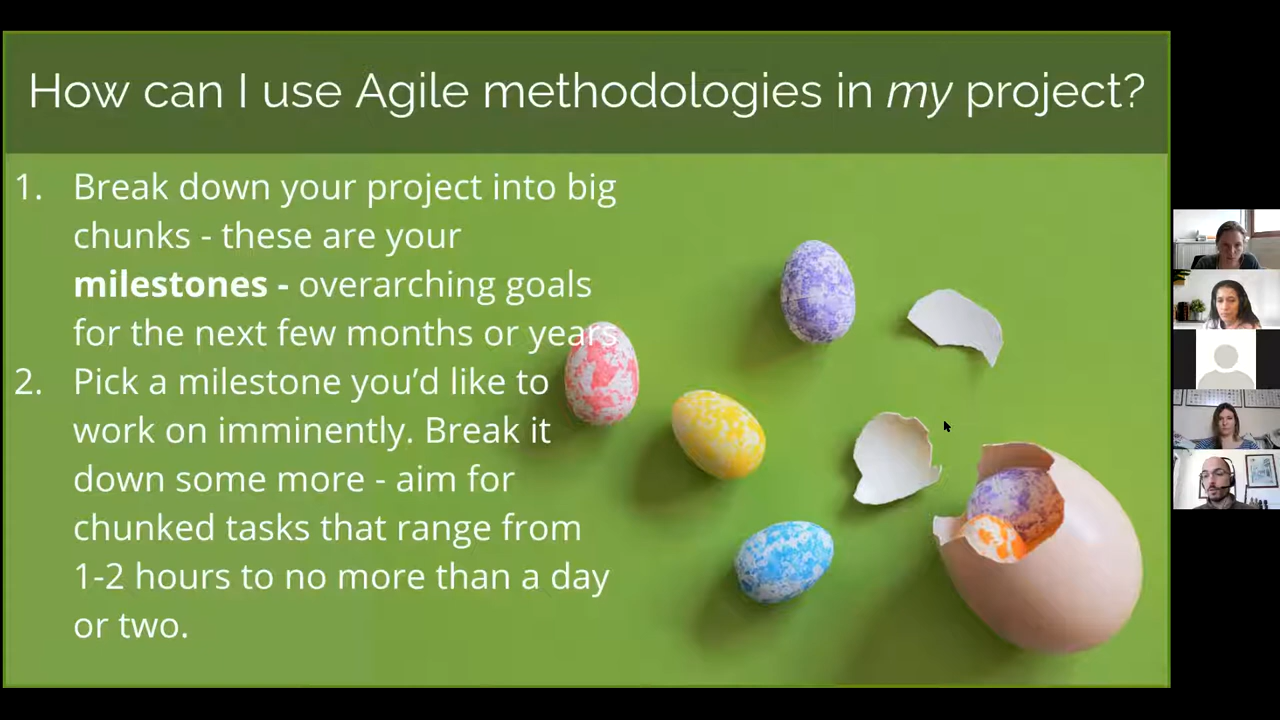 How can I use Agile methodologies in my project?
1. Break down your project into big
chunks - these are your
milestones - overarching goals
for the next few months or years
2. Pick a milestone you’d like to
work on imminently. Break it
down some more - aim for
chunked tasks that range from
1-2 hours to no more than a day
or two.